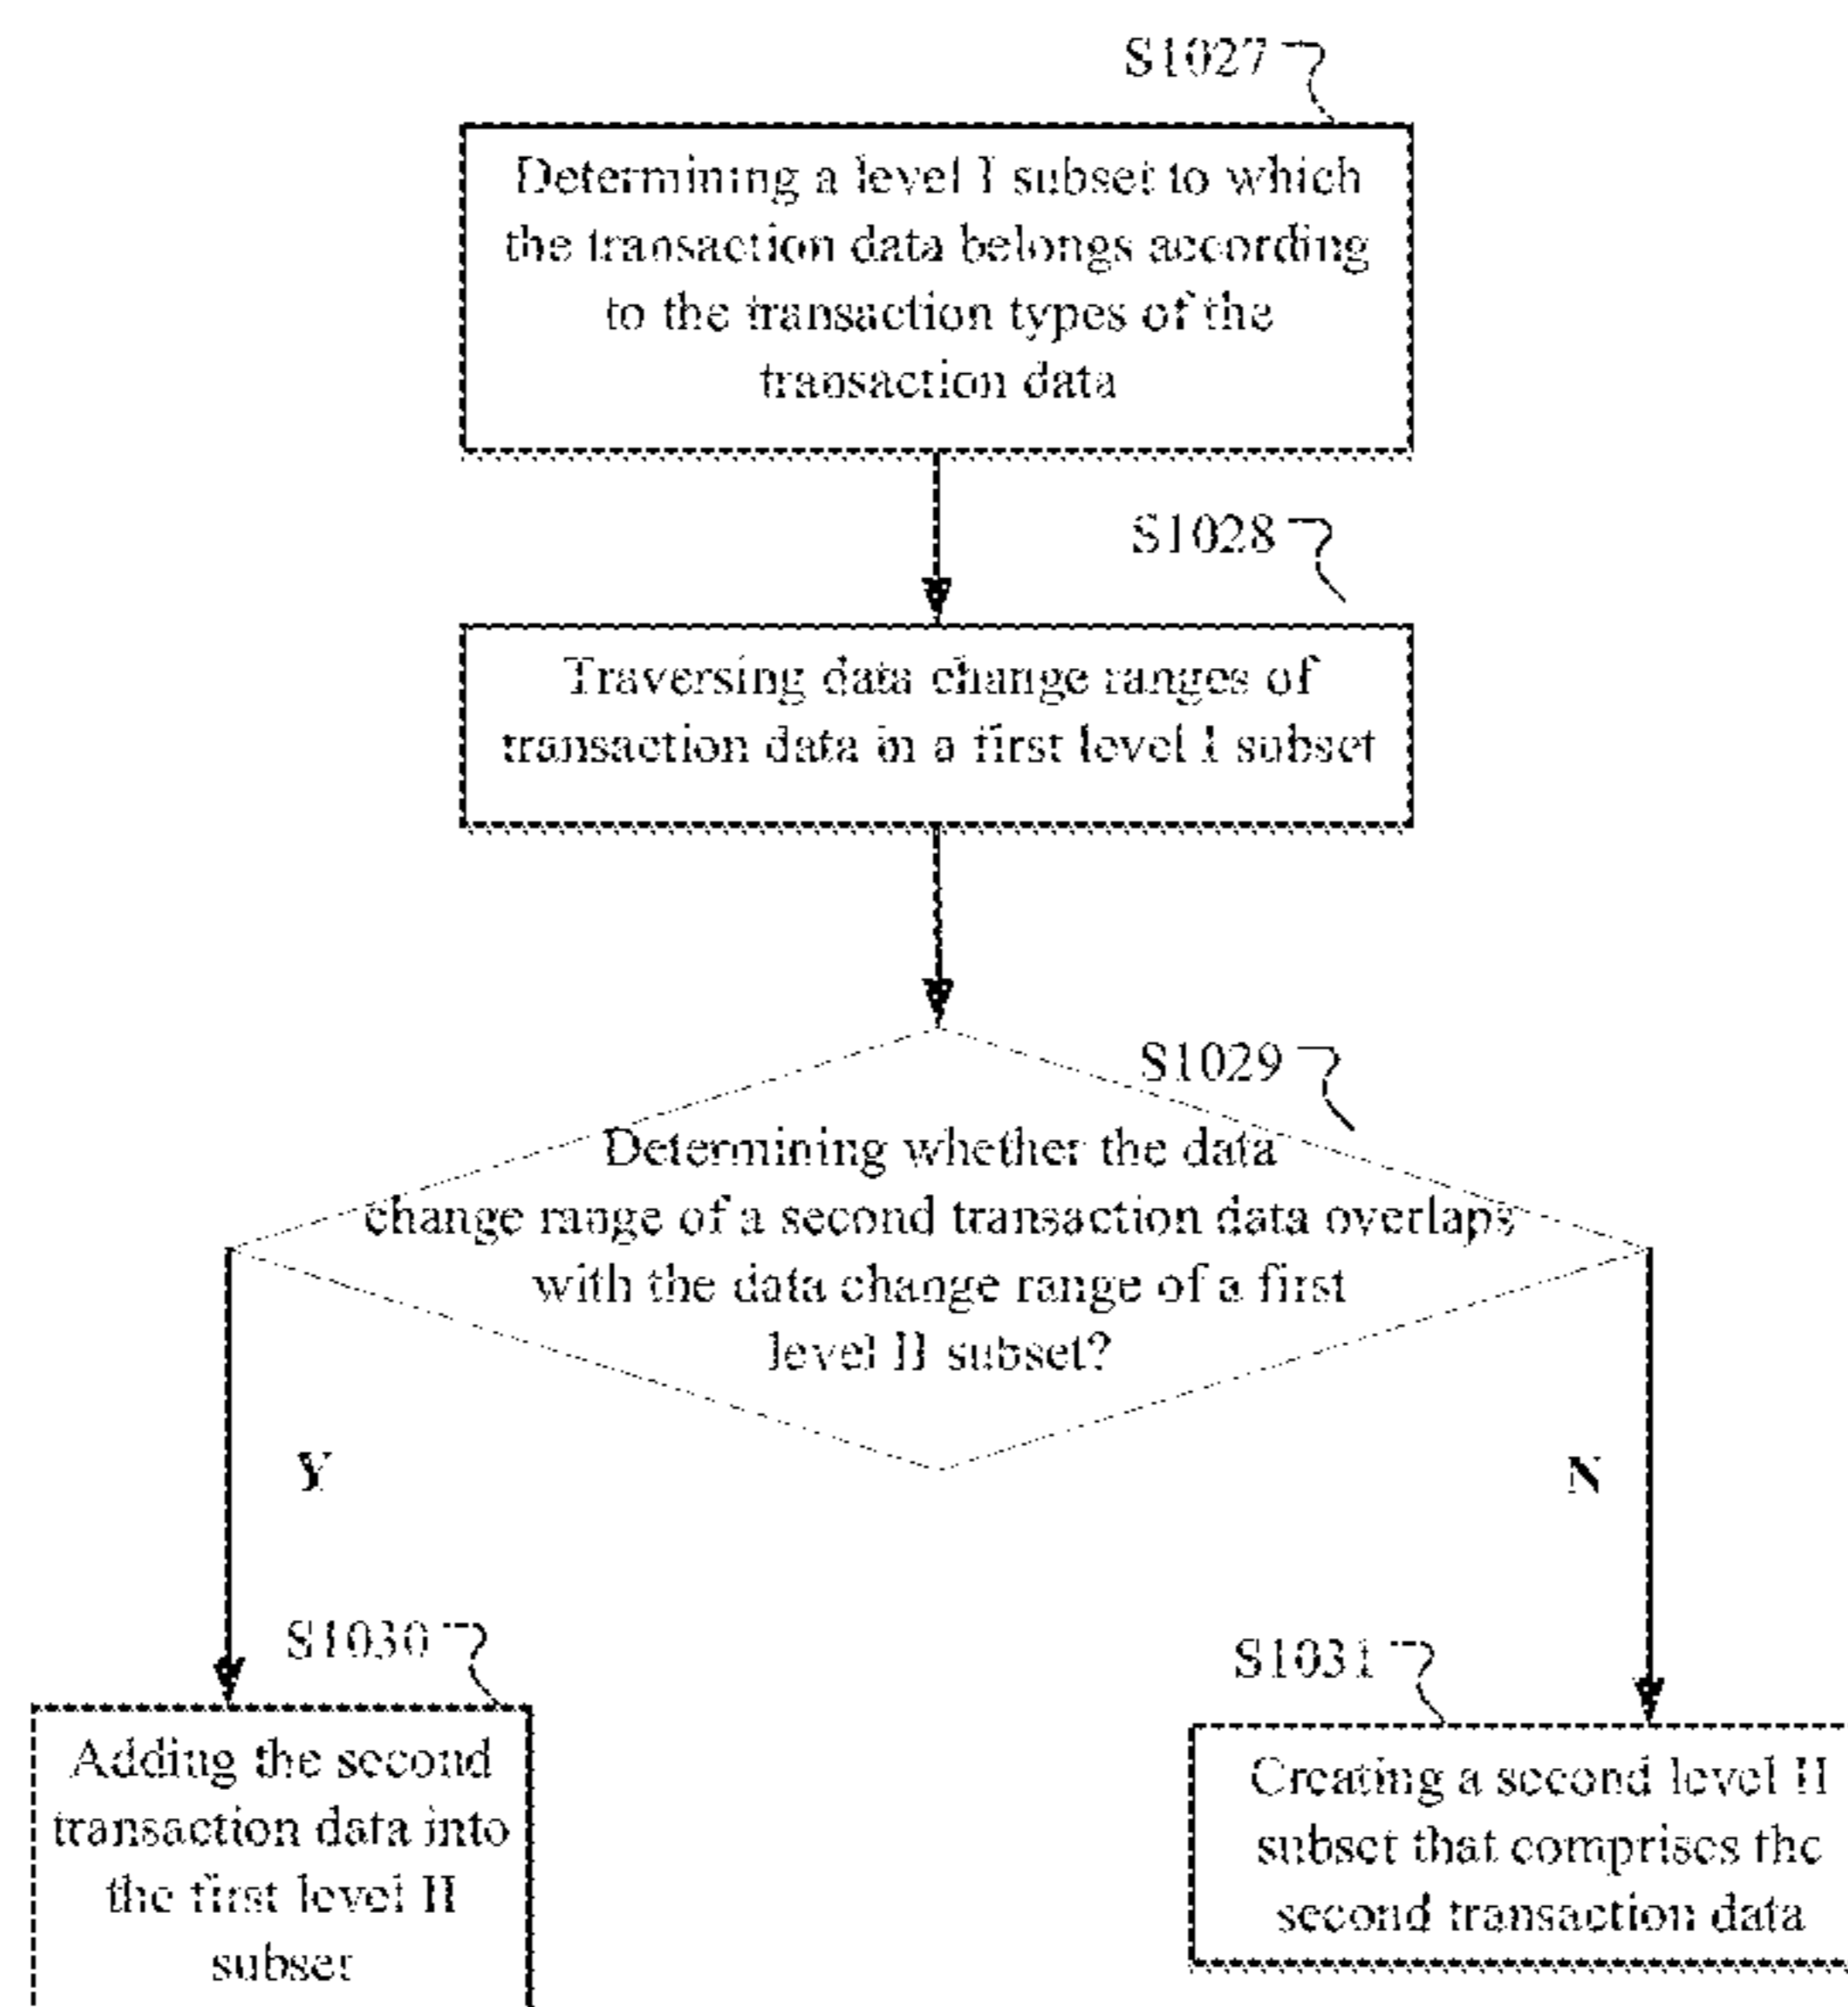 S1027
Determining a level I subset to which
the transaction data belongs according
to the transaction types of the
transaction data
S1028
Traversing data change ranges of
transaction data in a first level I subset
S1029
Determining whether the data
change range of a second transaction data overlaps
with the data change range of a first
level II subset?
Y
N
S1030
Adding the second
transaction data into
the first level II
subset
S1031
Creating a second level II
subset that comprises the
second transaction data